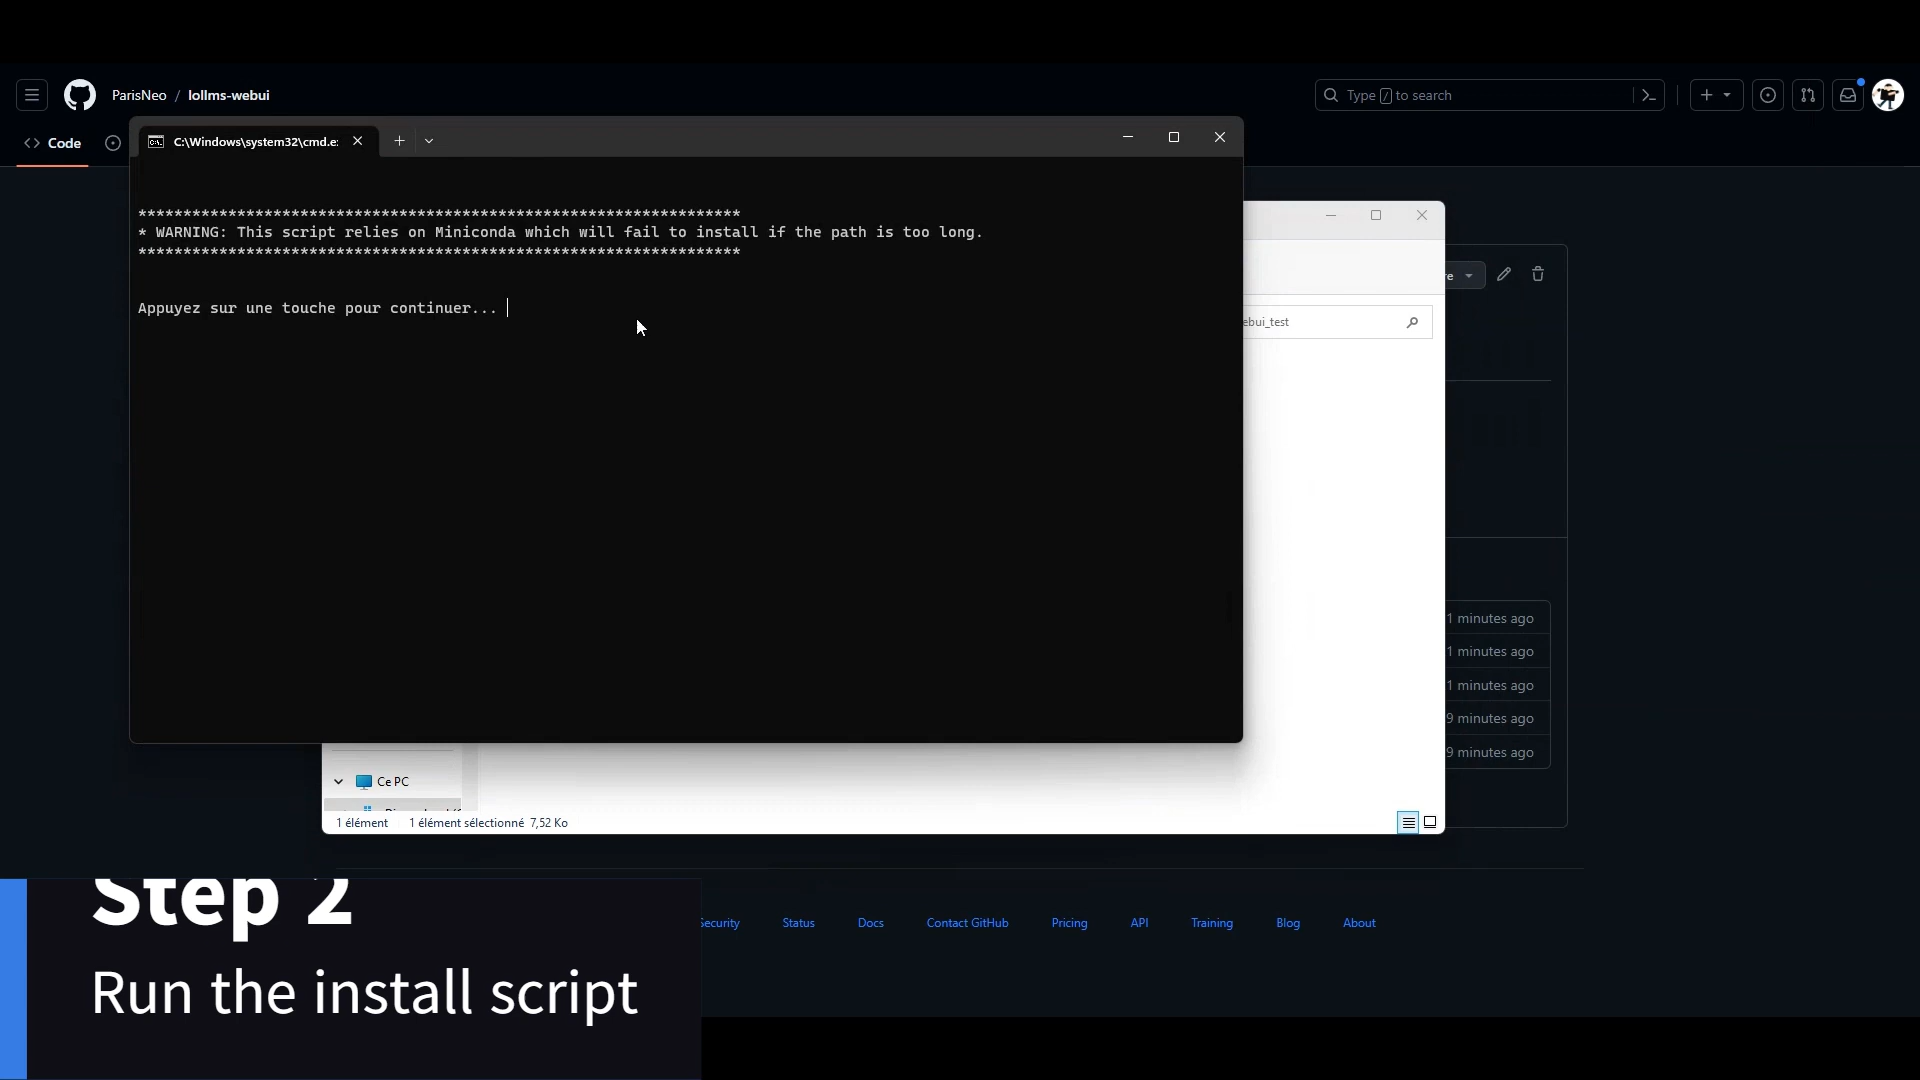 ParisNeo / lollms-webui
Type / to search
Code
C:\Windows\system32\cmd.e:
*******************************************************************
* WARNING: This script relies on Miniconda which will fail to install if the path is too long.
*******************************************************************
Appuyez sur une touche pour continuer...
ebui_test
1 minutes ago
1 minutes ago
1 minutes ago
9 minutes ago
9 minutes ago
Ce PC
1 élément 1 élément sélectionné 7,52 Ko
Security Status Docs Contact GitHub Pricing API Training Blog About
Step 2
Run the install script